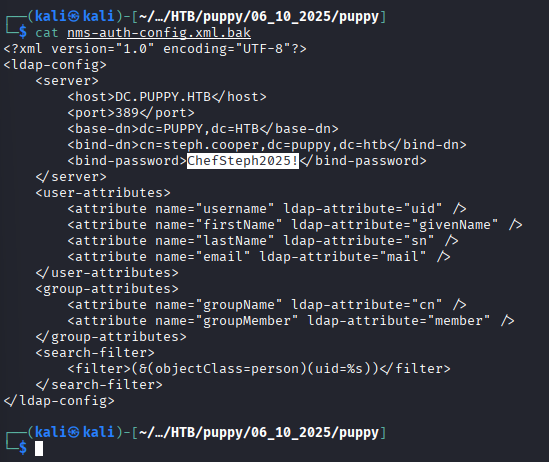 ┌──(kali㉿kali)-[~/…/HTB/puppy/06_10_2025/puppy]
└─$ cat nms-auth-config.xml.bak
<?xml version="1.0" encoding="UTF-8"?>
<ldap-config>
    <server>
        <host>DC.PUPPY.HTB</host>
        <port>389</port>
        <base-dn>dc=PUPPY,dc=HTB</base-dn>
        <bind-dn>cn=steph.cooper,dc=puppy,dc=htb</bind-dn>
        <bind-password>ChefSteph2025!</bind-password>
    </server>
    <user-attributes>
        <attribute name="username" ldap-attribute="uid" />
        <attribute name="firstName" ldap-attribute="givenName" />
        <attribute name="lastName" ldap-attribute="sn" />
        <attribute name="email" ldap-attribute="mail" />
    </user-attributes>
    <group-attributes>
        <attribute name="groupName" ldap-attribute="cn" />
        <attribute name="groupMember" ldap-attribute="member" />
    </group-attributes>
    <search-filter>
        <filter>(&(objectClass=person)(uid=%s))</filter>
    </search-filter>
</ldap-config>
┌──(kali㉿kali)-[~/…/HTB/puppy/06_10_2025/puppy]
└─$